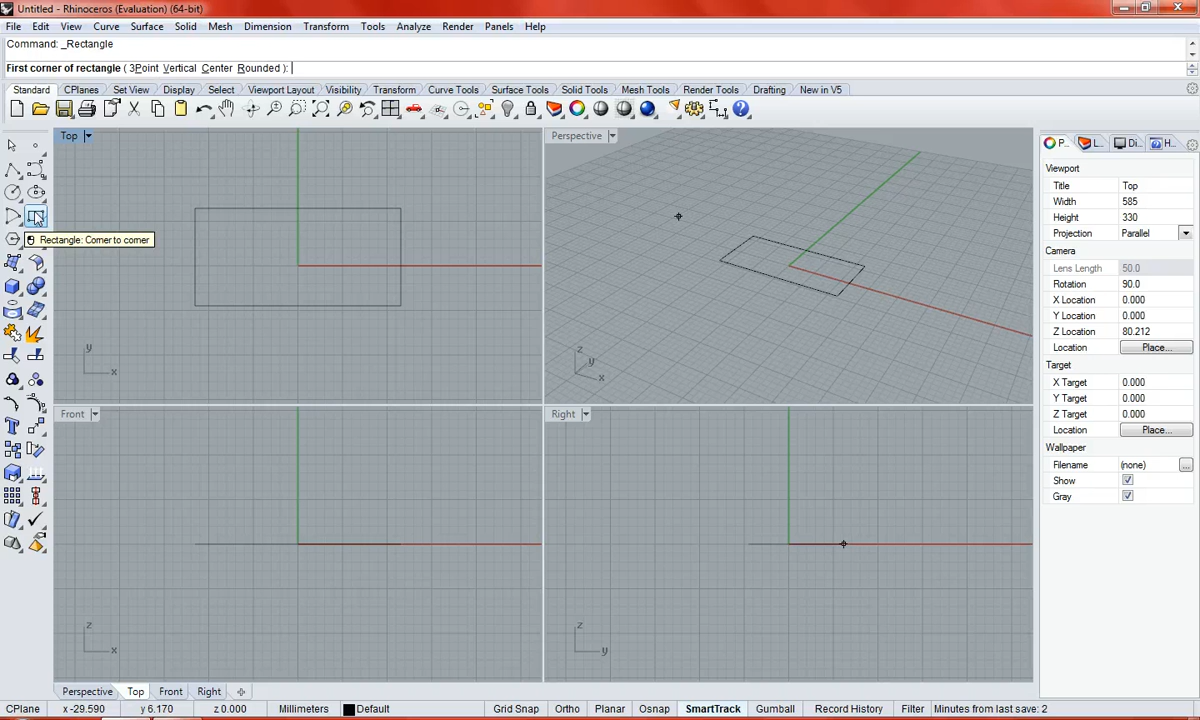 Untitled - Rhinoceros (Evaluation) (64-bit)
File Edit View Curve Surface Solid Mesh Dimension Transform Tools Analyze Render Panels Help
Command: _Rectangle
First corner of rectangle ( 3Point Vertical Center Rounded ):
Standard CPlanes Set View Display Select Viewport Layout Visibility Transform Curve Tools Surface Tools Solid Tools Mesh Tools Render Tools Drafting New in V5
Top
Perspective
P... L... Di... H...
Viewport
Title Top
Width 585
Height 330
Projection Parallel
Camera
Lens Length 50.0
Rotation 90.0
X Location 0.000
Y Location 0.000
Z Location 80.212
Location Place...
Target
X Target 0.000
Y Target 0.000
Z Target 0.000
Location Place...
Wallpaper
Filename (none) ...
Show
Gray
Rectangle: Corner to corner
y
x
z
y
x
Front
Right
z
x
z
y
Perspective Top Front Right
CPlane x -29.590 y 6.170 z 0.000 Millimeters Default Grid Snap Ortho Planar Osnap SmartTrack Gumball Record History Filter Minutes from last save: 2